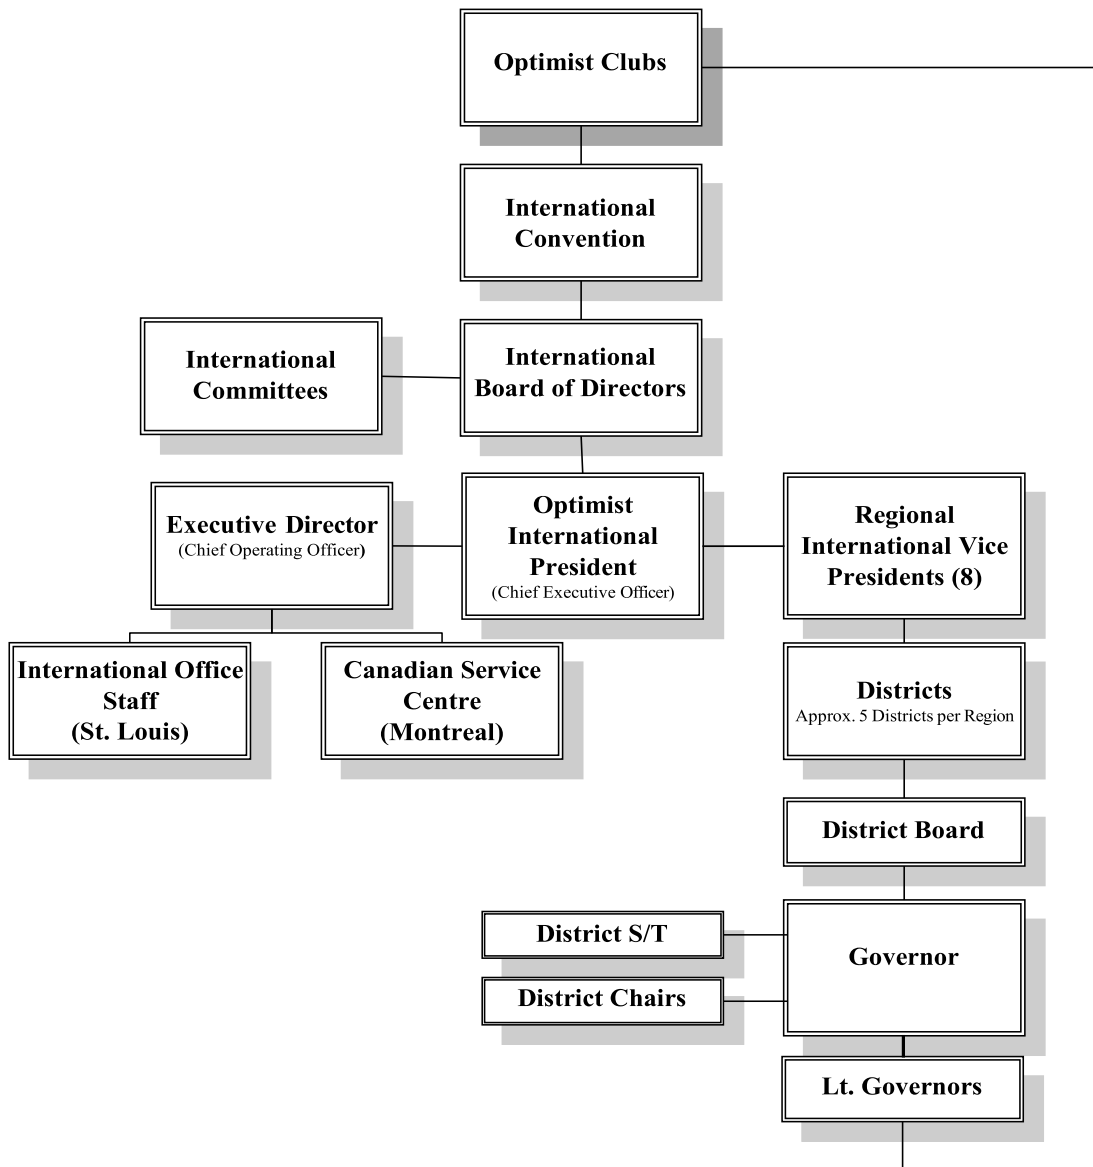 Optimist Clubs
International
Convention
International
Committees
International
Board of Directors
Executive Director
(Chief Operating Officer)
Optimist
International
President
(Chief Executive Officer)
Regional
International Vice
Presidents (8)
International Office
Staff
(St. Louis)
Canadian Service
Centre
(Montreal)
Districts
Approx. 5 Districts per Region
District Board
District S/T
Governor
District Chairs
Lt. Governors